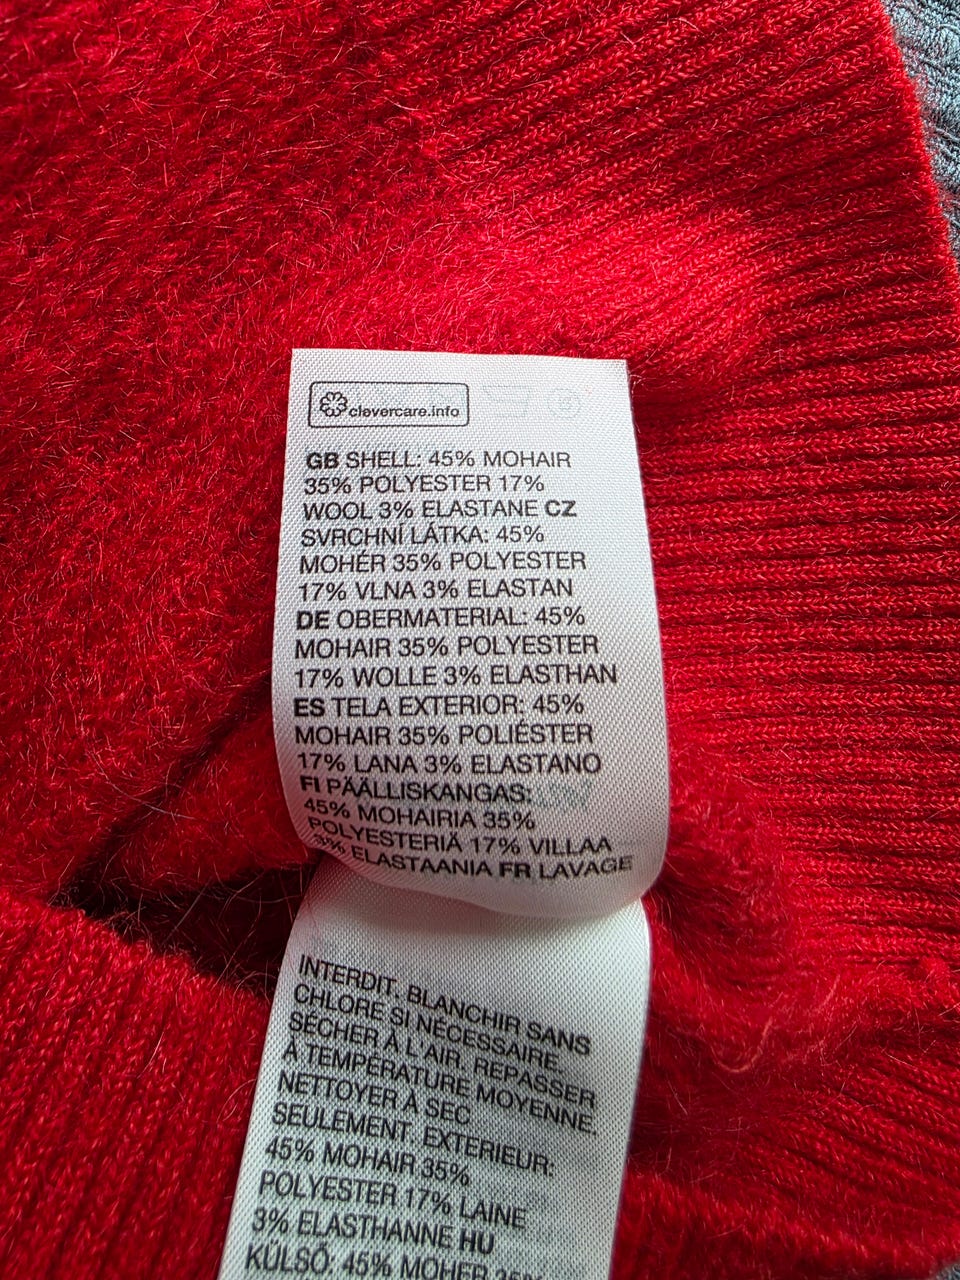 clevercare.info
GB SHELL: 45% MOHAIR
35% POLYESTER 17%
WOOL 3% ELASTANE CZ
SVRCHNÍ LÁTKA: 45%
MOHÉR 35% POLYESTER
17% VLNA 3% ELASTAN
DE OBERMATERIAL: 45%
MOHAIR 35% POLYESTER
17% WOLLE 3% ELASTHAN
ES TELA EXTERIOR: 45%
MOHAIR 35% POLIÉSTER
17% LANA 3% ELASTANO
FI PÄÄLLISKANGAS:
45% MOHAIRIA 35%
POLYESTERIÄ 17% VILLAA
3% ELASTAANIA FR LAVAGE
INTERDIT. BLANCHIR SANS
CHLORE SI NÉCESSAIRE.
SÉCHER À L'AIR. REPASSER
À TEMPÉRATURE MOYENNE.
NETTOYER À SEC
SEULEMENT. EXTERIEUR:
45% MOHAIR 35%
POLYESTER 17% LAINE
3% ELASTHANNE HU
KÜLSŐ: 45% MOHER 35%